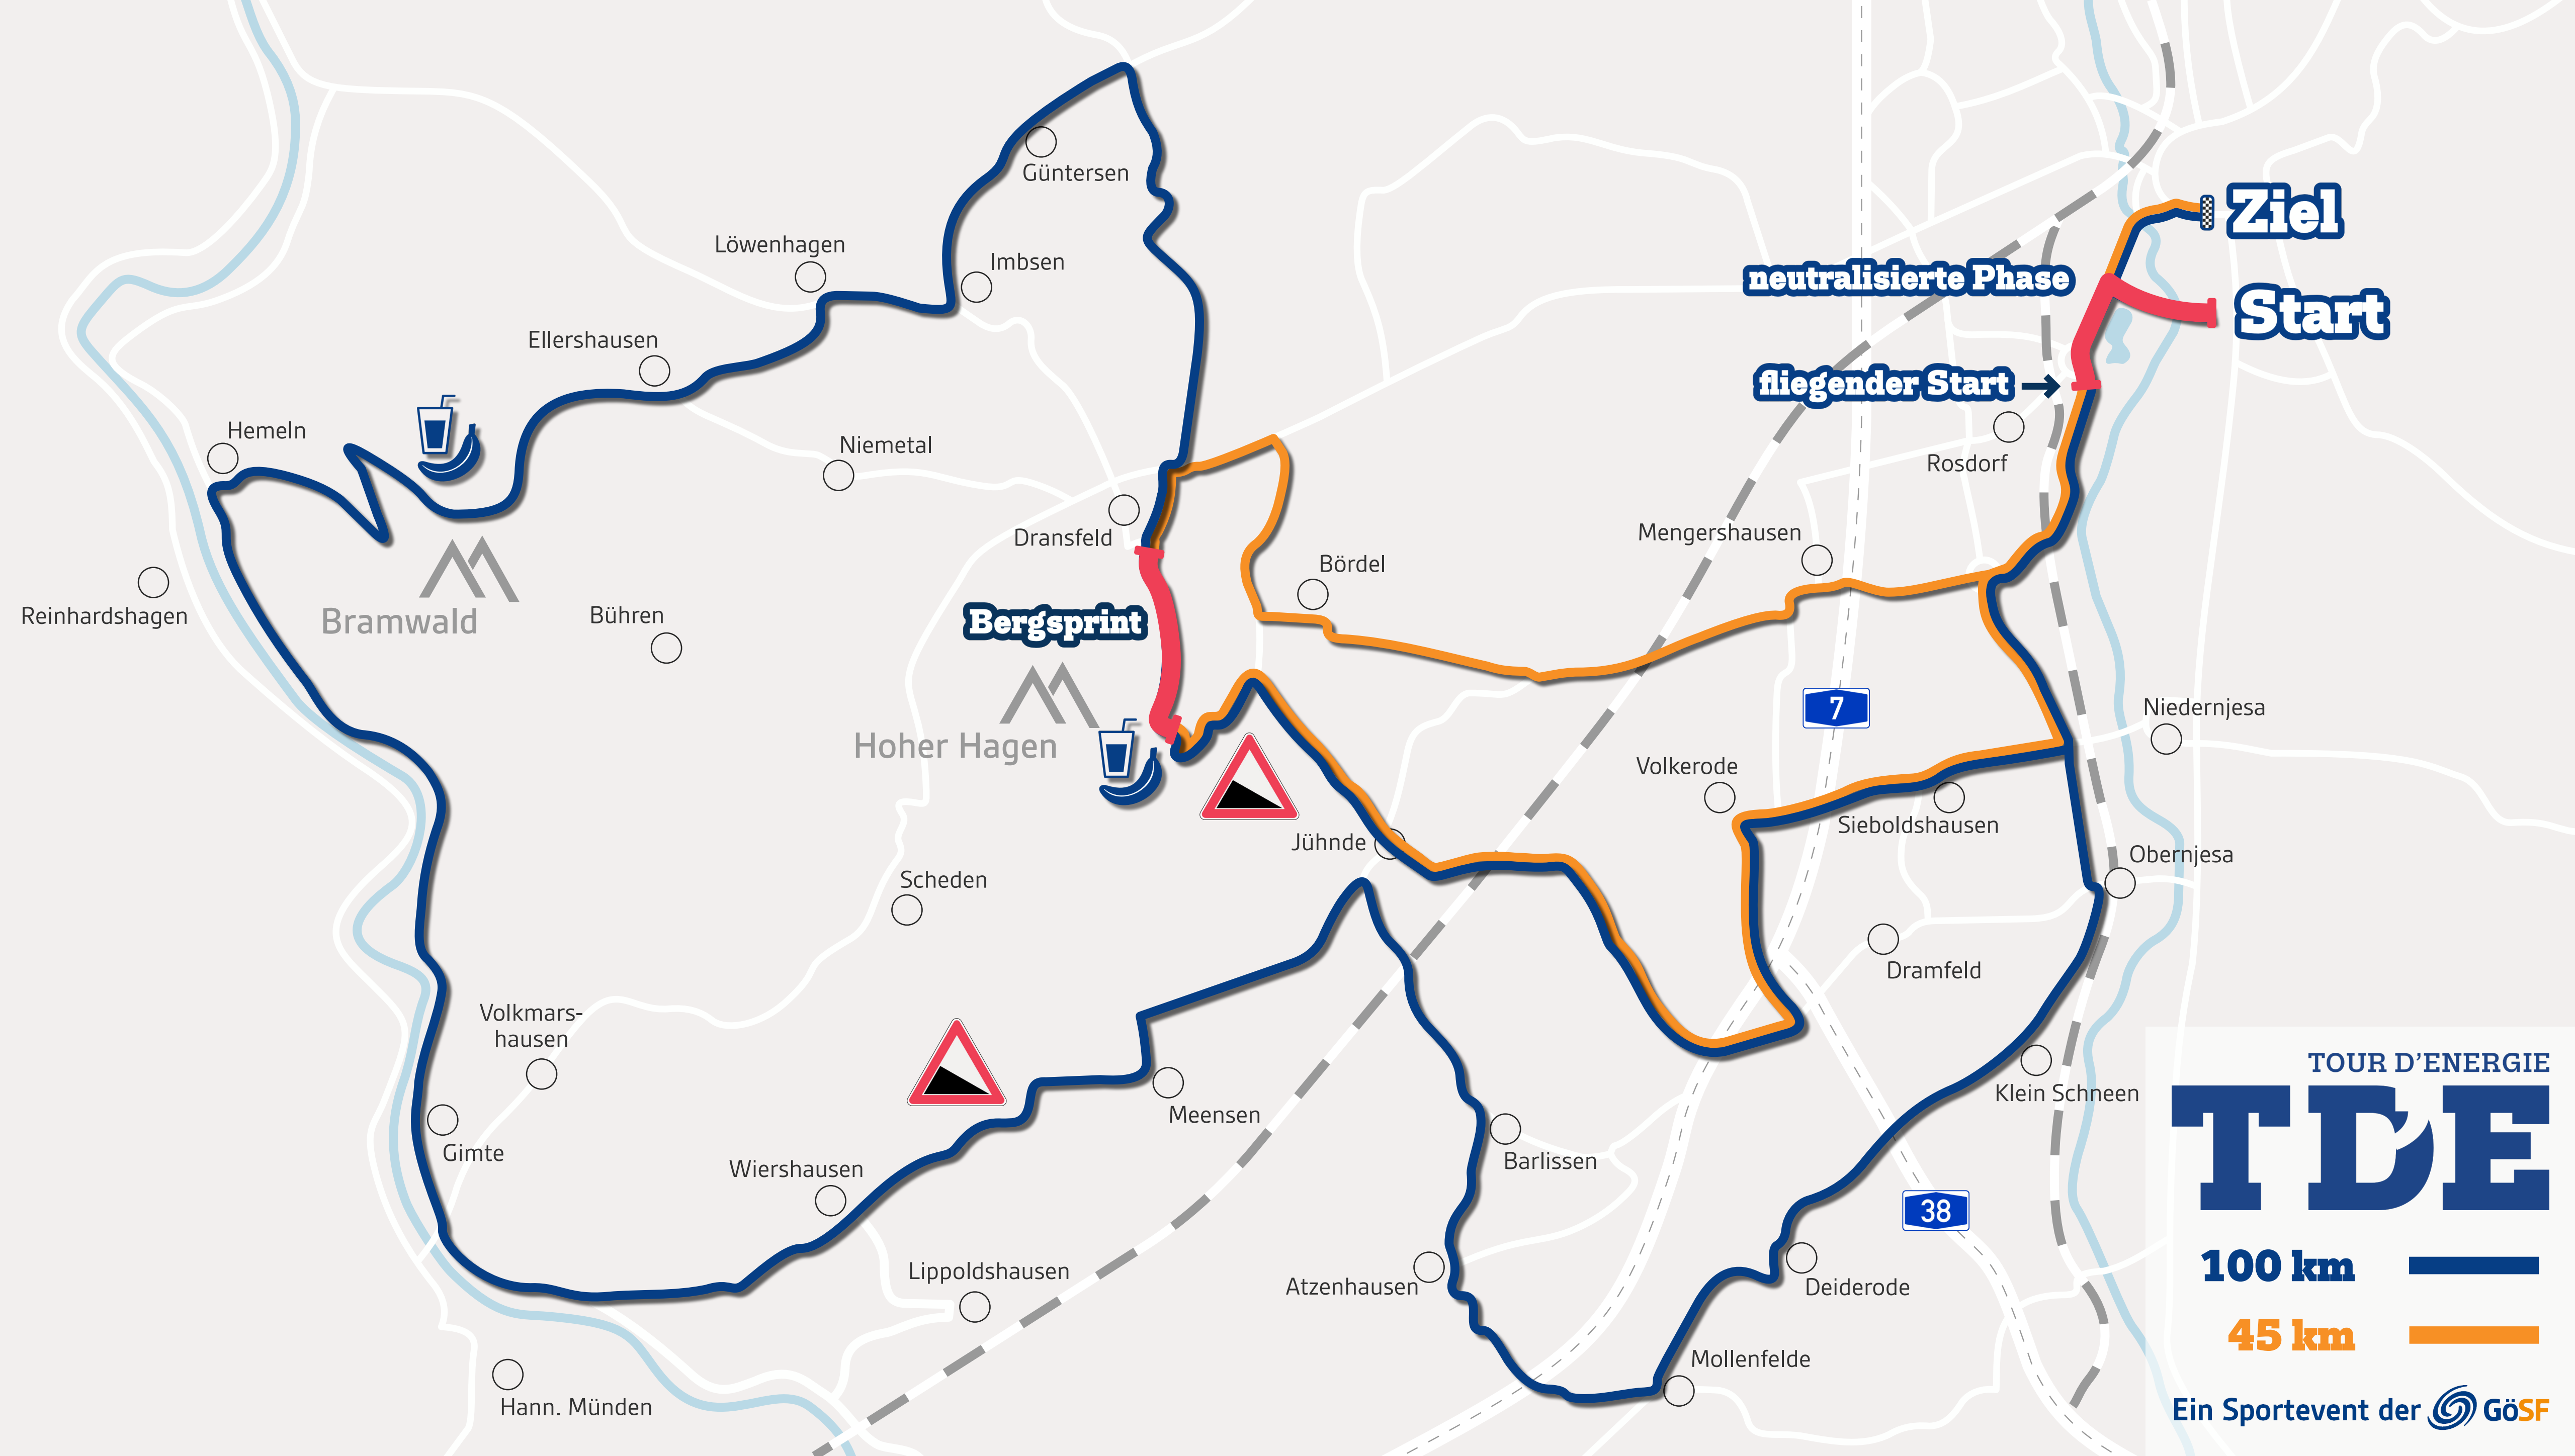 Güntersen
Ziel
Löwenhagen
Imbsen
neutralisierte Phase
Start
Ellershausen
fliegender Start
Hemeln
Niemetal
Rosdorf
Dransfeld
Mengershausen
Bördel
Reinhardshagen
Bramwald
Bühren
Bergsprint
7
Niedernjesa
Hoher Hagen
Volkerode
Sieboldshausen
Jühnde
Obernjesa
Scheden
Dramfeld
Volkmars-
hausen
Klein Schneen
Meensen
Gimte
Barlissen
Wiershausen
38
Lippoldshausen
Atzenhausen
Deiderode
Mollenfelde
Hann. Münden
TOUR D'ENERGIE
TDE
100 km
45 km
Ein Sportevent der GöSF